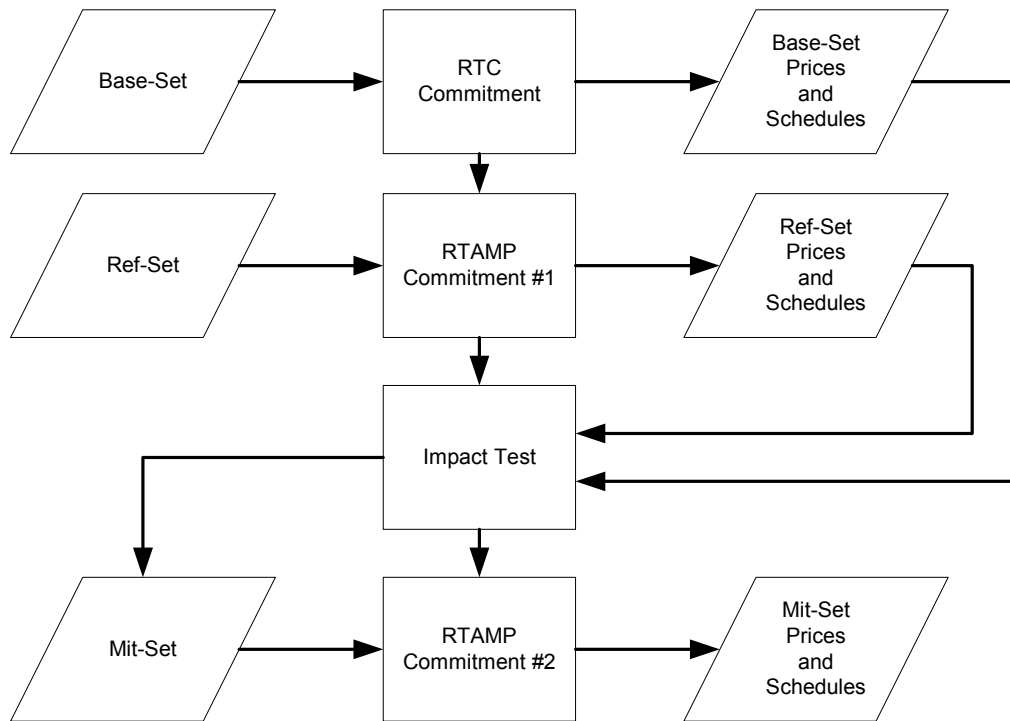 Base-Set
RTC
Commitment
Base-Set
Prices
and
Schedules
Ref-Set
RTAMP
Commitment #1
Ref-Set
Prices
and
Schedules
Impact Test
Mit-Set
RTAMP
Commitment #2
Mit-Set
Prices
and
Schedules